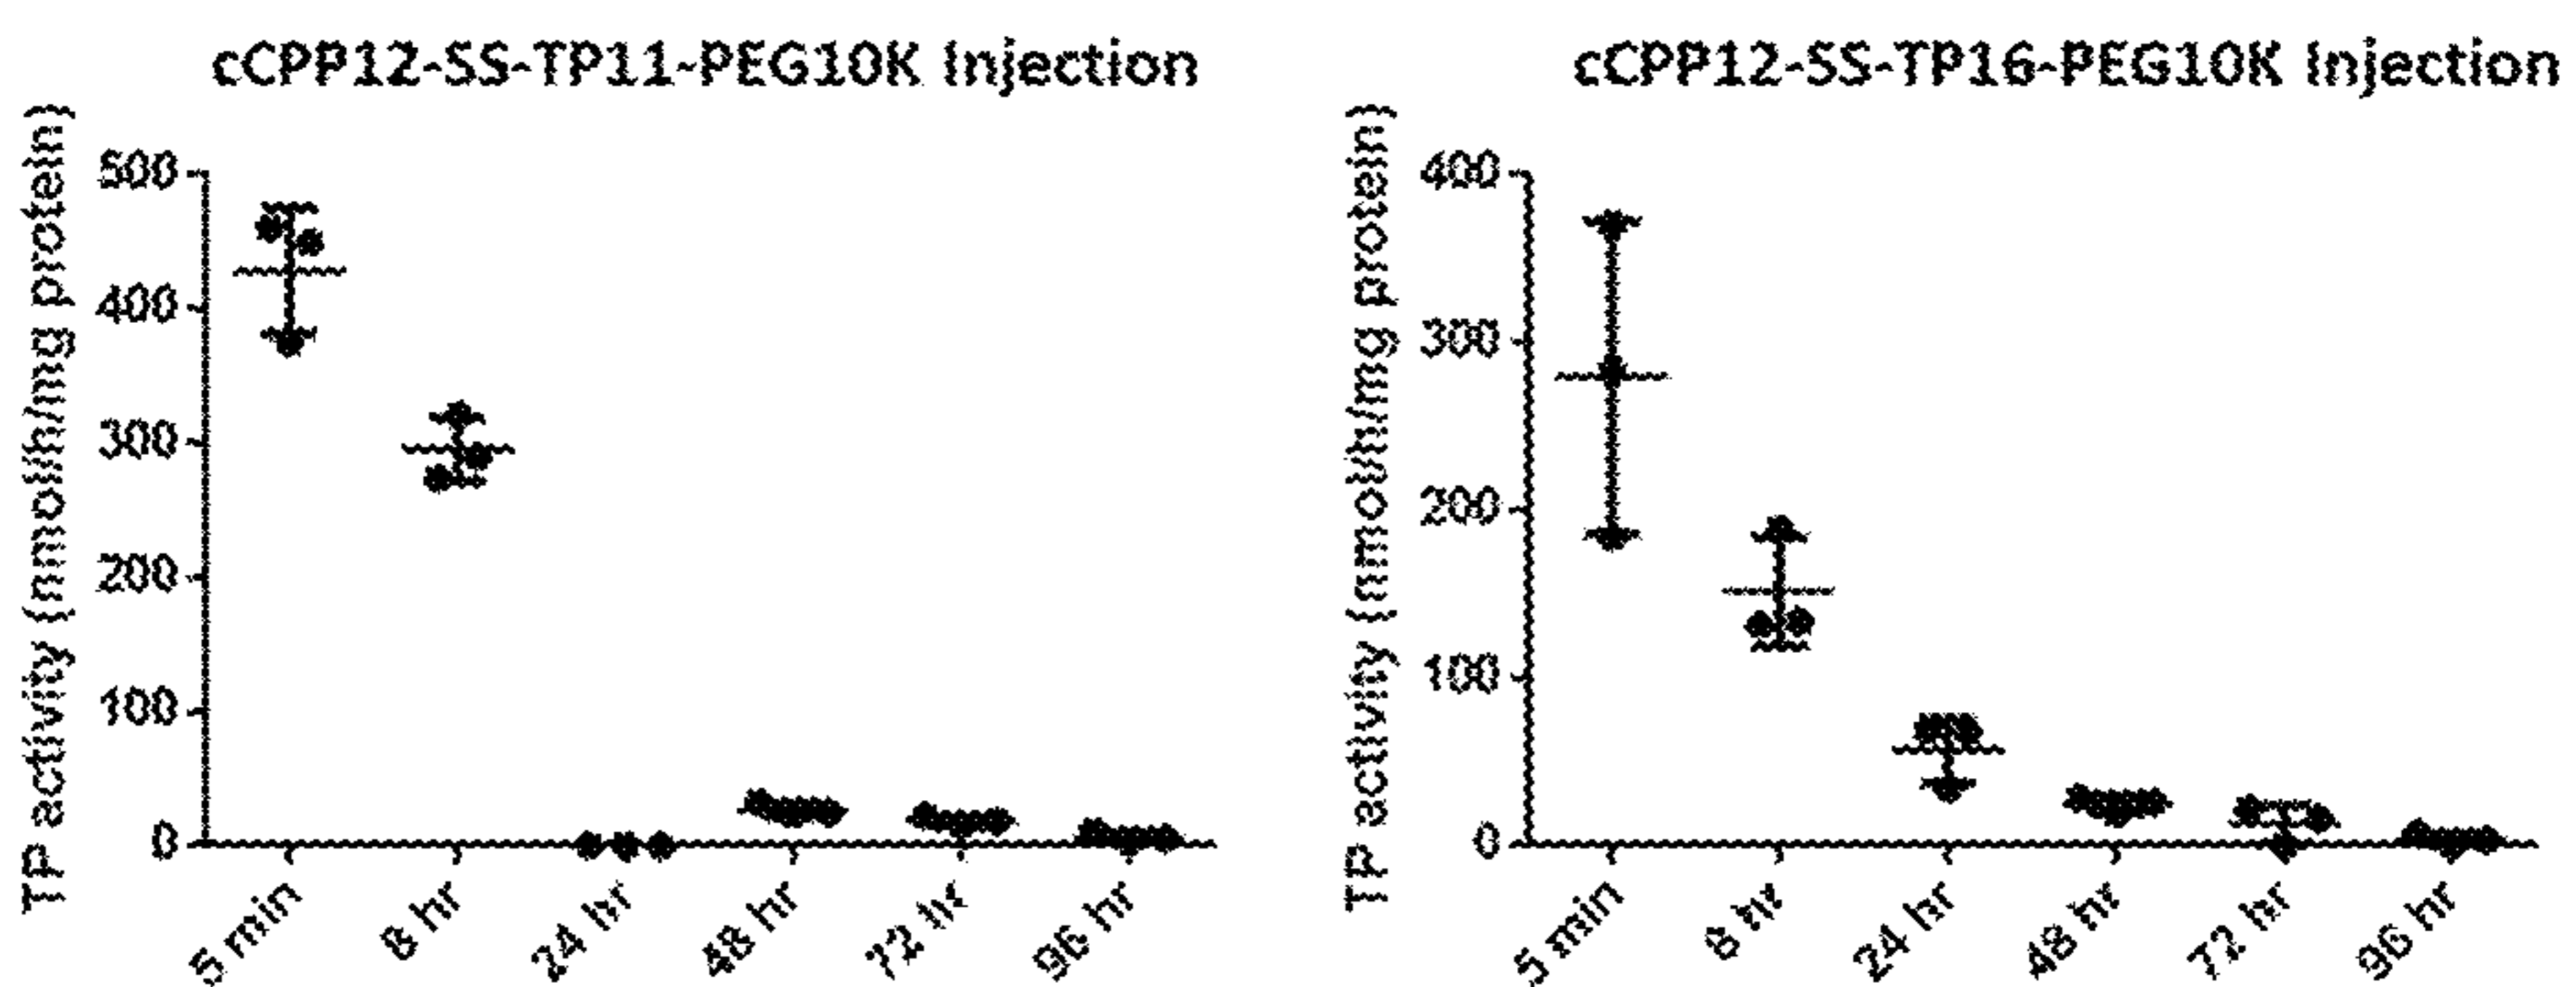 cCPP12-SS-TP11-PEG10K Injection
TP activity (nmol/h/mg protein)
500
400
300
200
100
0
5 min
8 hr
24 hr
48 hr
72 hr
96 hr
cCPP12-SS-TP16-PEG10K Injection
TP activity (nmol/h/mg protein)
400
300
200
100
0
5 min
8 hr
24 hr
48 hr
72 hr
96 hr